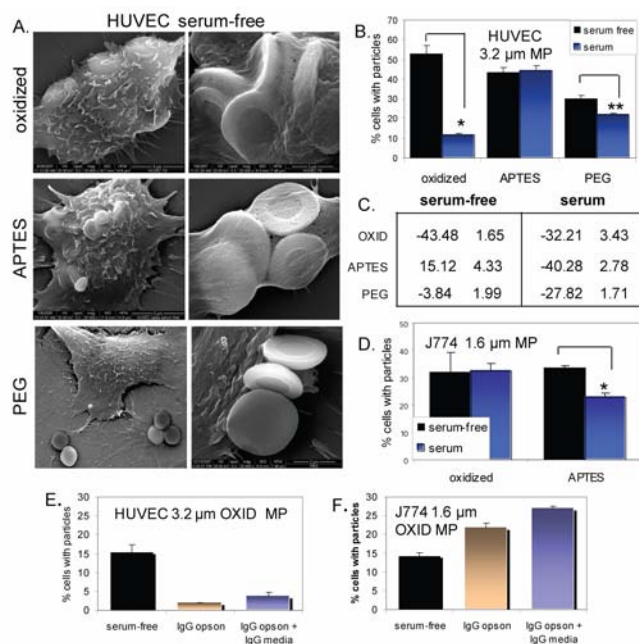 A.
HUVEC serum-free
oxidized
APTES
PEG
B.
HUVEC
3.2 µm MP
serum free
serum
% cells with particles
60
50
40
30
20
10
0
*
**
oxidized APTES PEG
C.
serum-free serum
OXID -43.48 1.65 -32.21 3.43
APTES 15.12 4.33 -40.28 2.78
PEG -3.84 1.99 -27.82 1.71
D.
J774 1.6 µm MP
% cells with particles
40
30
20
10
0
*
serum-free
serum
oxidized APTES
E.
HUVEC 3.2 µm OXID MP
% cells with particles
30
25
20
15
10
5
0
serum-free IgG opson IgG opson +
IgG media
F.
J774 1.6 µm
OXID MP
% cells with particles
30
25
20
15
10
5
0
serum-free IgG opson IgG opson +
IgG media